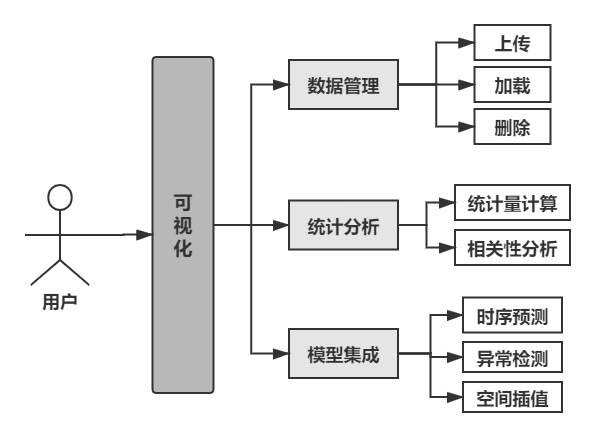 用户
可视化
数据管理
上传
加载
删除
统计分析
统计量计算
相关性分析
模型集成
时序预测
异常检测
空间插值